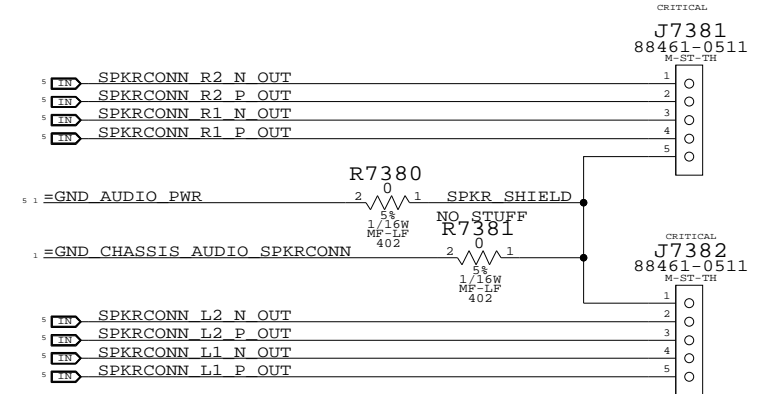 CRITICAL
J7381
88461-0511
M-ST-TH
5 IN SPKRCONN_R2_N_OUT 1
5 IN SPKRCONN_R2_P_OUT 2
5 IN SPKRCONN_R1_N_OUT 3
5 IN SPKRCONN_R1_P_OUT 4
5
R7380
0
5 1 =GND_AUDIO_PWR 2 1 SPKR_SHIELD
5%
1/16W
MF-LF
402
NO STUFF
R7381
0
1 =GND_CHASSIS_AUDIO_SPKRCONN 2 1
5%
1/16W
MF-LF
402
CRITICAL
J7382
88461-0511
M-ST-TH
1
5 IN SPKRCONN_L2_N_OUT 2
5 IN SPKRCONN_L2_P_OUT 3
5 IN SPKRCONN_L1_N_OUT 4
5 IN SPKRCONN_L1_P_OUT 5